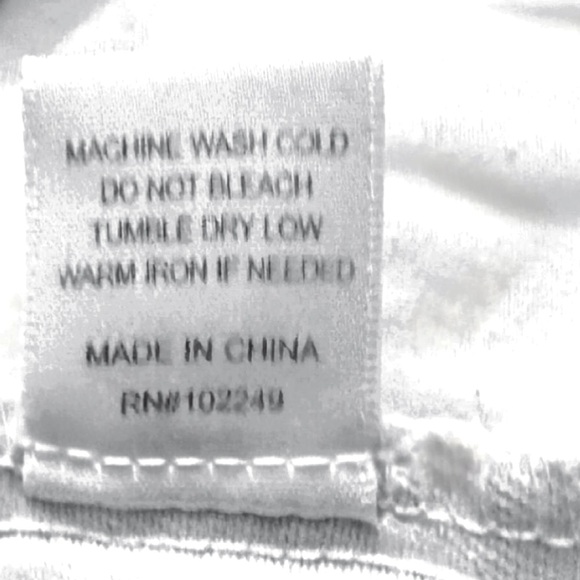 MACHINE WASH COLD
DO NOT BLEACH
TUMBLE DRY LOW
WARM IRON IF NEEDED
MADE IN CHINA
RN#102249